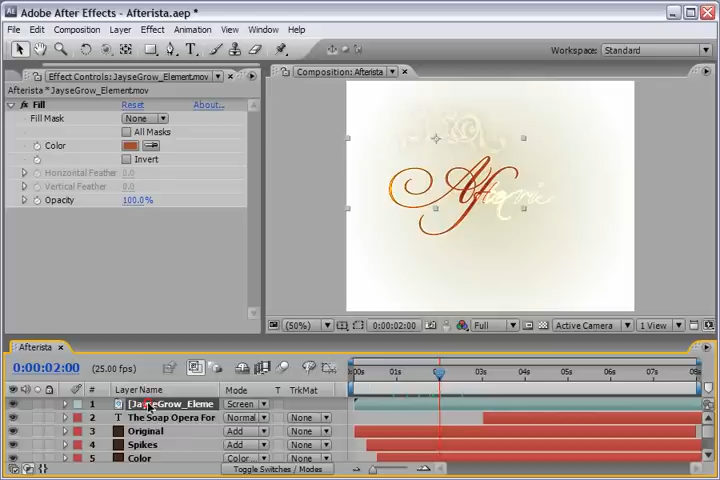 Adobe After Effects - Afterista.aep *
File Edit Composition Layer Effect Animation View Window Help
Workspace: Standard
Effect Controls: JayseGrow_Element.mov
Composition: Afterista
Afterista * JayseGrow_Element.mov
Fill Reset About...
Fill Mask None
All Masks
Color
Invert
Horizontal Feather 0.0
Vertical Feather 0.0
Opacity 100.0%
Afterista
(50%) 0:00:02:00 Full Active Camera 1 View
Afterista
0:00:02:00 (25.00 fps)
:00s 01s 02s 03s 04s 05s 06s 07s 08s
# Layer Name Mode T TrkMat
1 [JayseGrow_Eleme Screen
2 T The Soap Opera For Normal None
3 Original Add None
4 Spikes Add None
5 Color Color... None
Toggle Switches / Modes